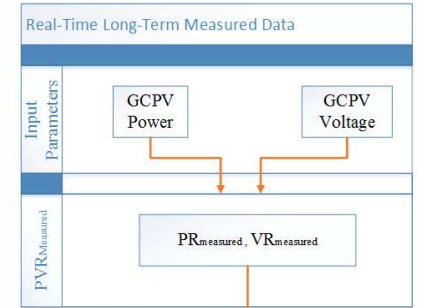 Real-Time Long-Term Measured Data
Input
Parameters
GCPV
Power
GCPV
Voltage
PVRMeasured
PRmeasured, VRmeasured